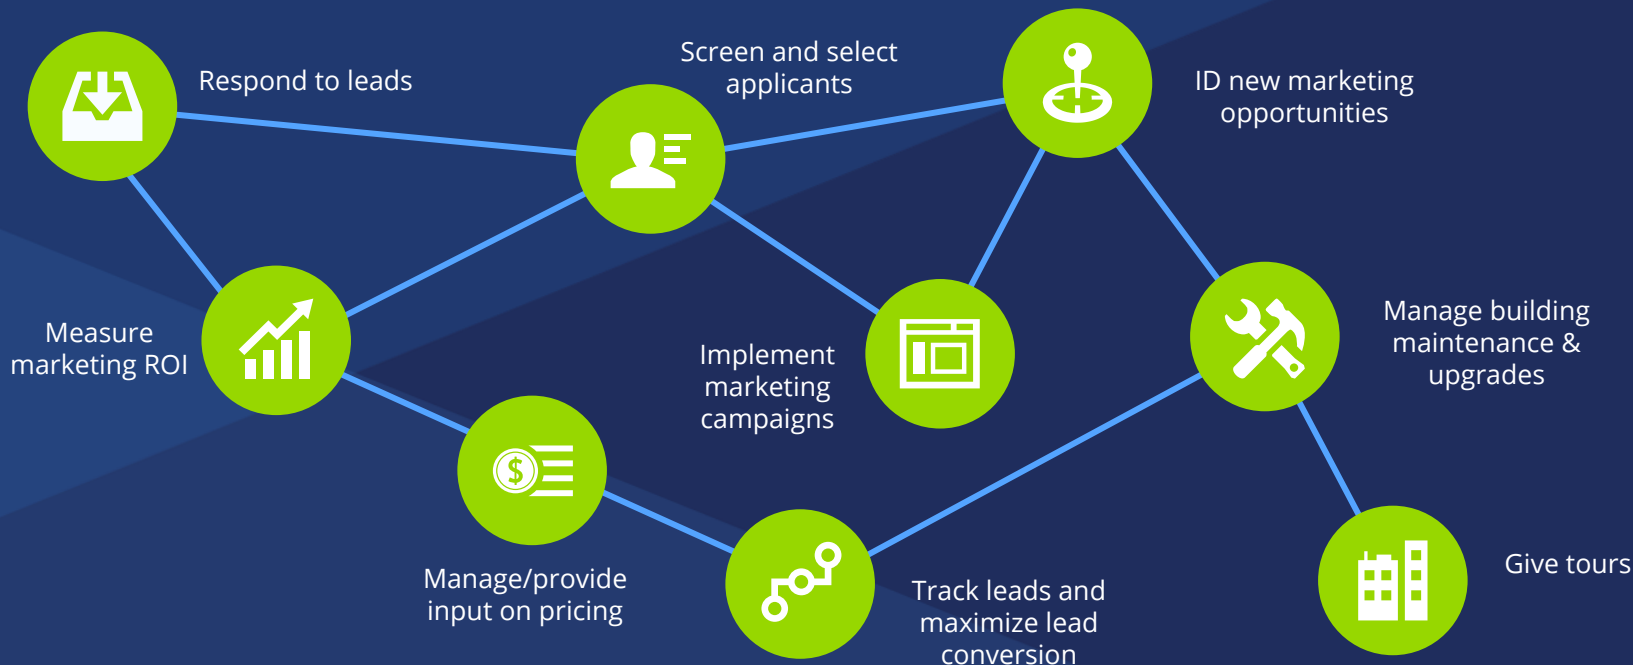 Respond to leads
Screen and select
applicants
ID new marketing
opportunities
Measure
marketing ROI
Implement
marketing
campaigns
Manage building
maintenance &
upgrades
$
Manage/provide
input on pricing
Track leads and
maximize lead
conversion
Give tours